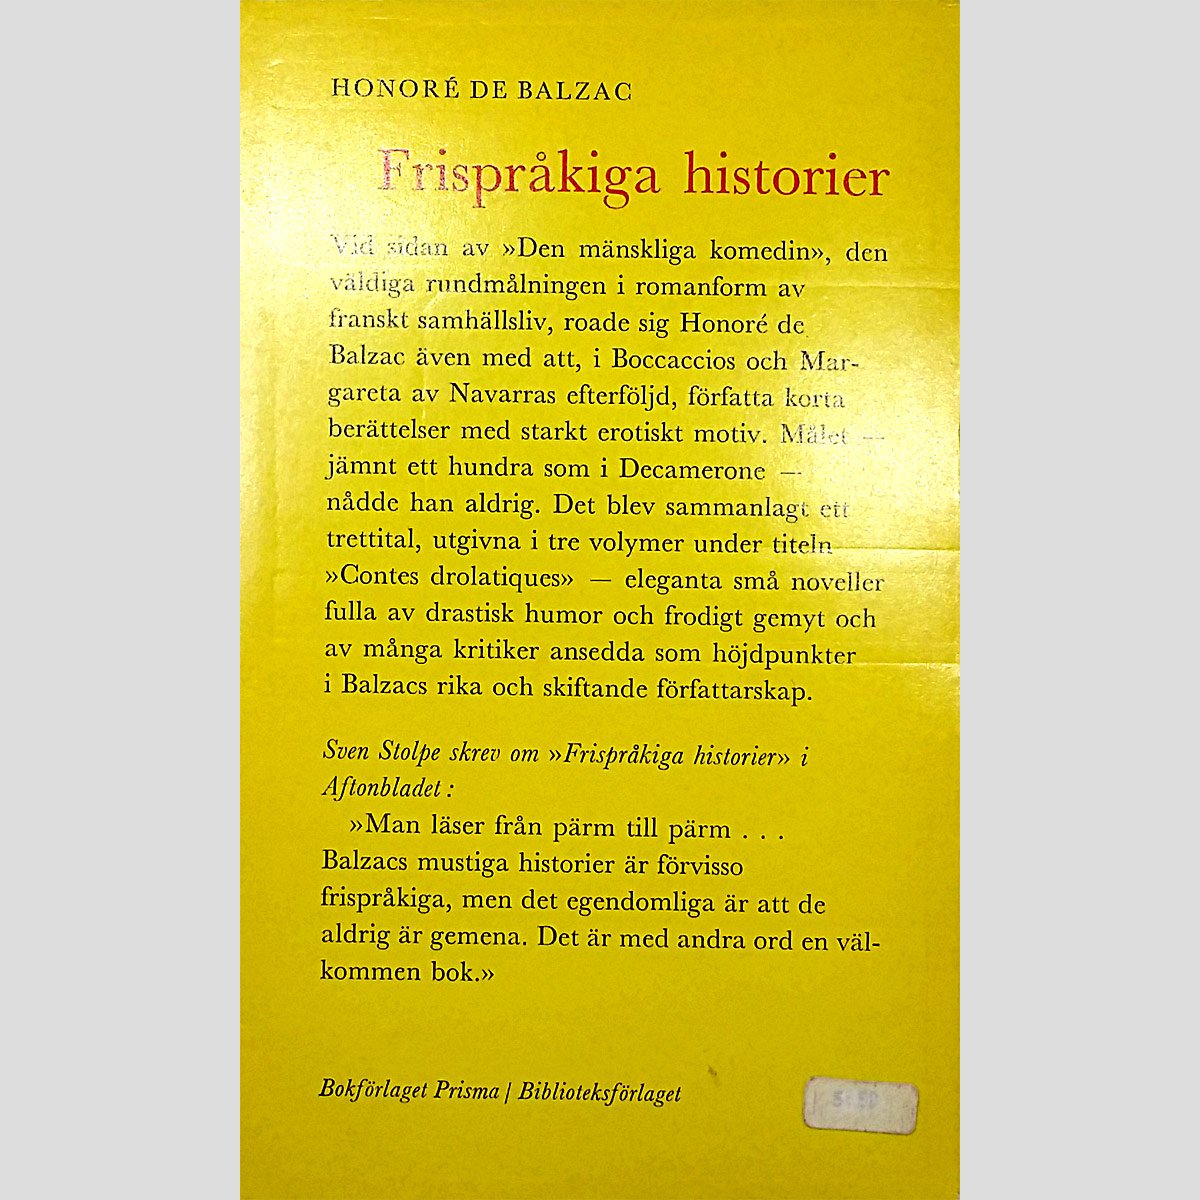 HONORÉ DE BALZAC
Frispråkiga historier
Vid sidan av »Den mänskliga komedin», den
väldiga rundmålningen i romanform av
franskt samhällsliv, roade sig Honoré de
Balzac även med att, i Boccaccios och Mar-
gareta av Navarras efterföljd, författa korta
berättelser med starkt erotiskt motiv. Målet —
jämnt ett hundra som i Decamerone —
nådde han aldrig. Det blev sammanlagt ett
trettital, utgivna i tre volymer under titeln
»Contes drolatiques» — eleganta små noveller
fulla av drastisk humor och frodigt gemyt och
av många kritiker ansedda som höjdpunkter
i Balzacs rika och skiftande författarskap.
Sven Stolpe skrev om »Frispråkiga historier» i
Aftonbladet:
»Man läser från pärm till pärm . . .
Balzacs mustiga historier är förvisso
frispråkiga, men det egendomliga är att de
aldrig är gemena. Det är med andra ord en väl-
kommen bok.»
Bokförlaget Prisma / Biblioteksförlaget